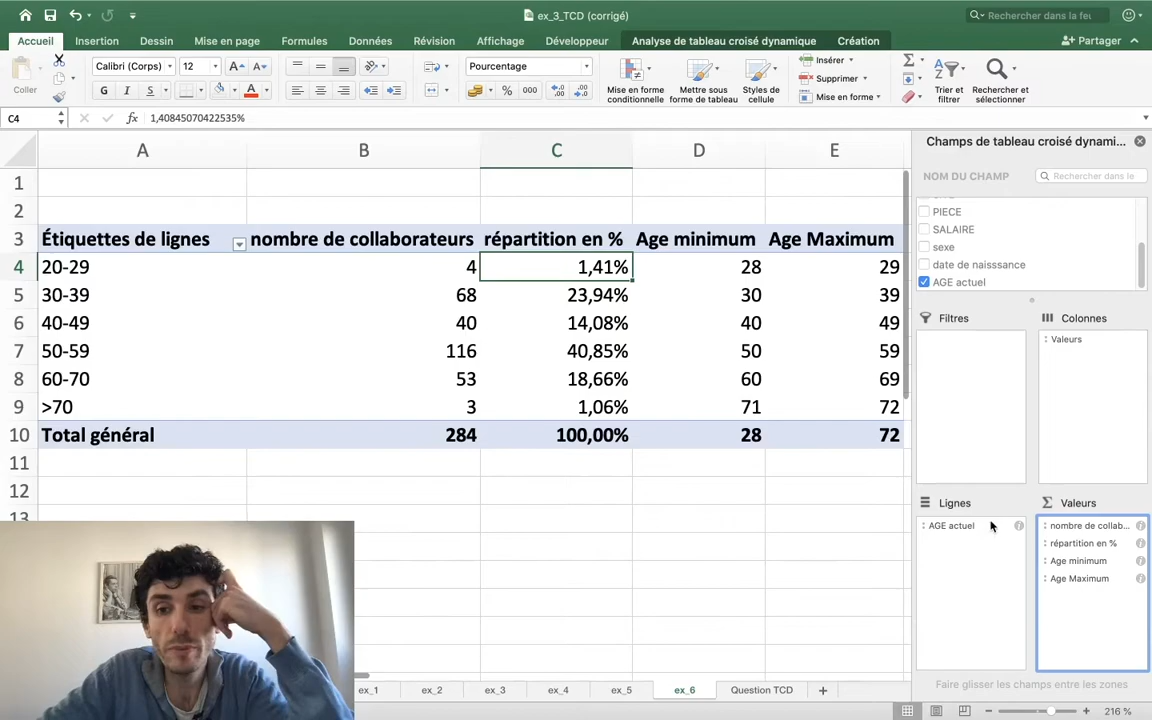 ex_3_TCD (corrigé)
Rechercher dans la feu
Accueil Insertion Dessin Mise en page Formules Données Révision Affichage Développeur Analyse de tableau croisé dynamique Création Partager
Coller
Calibri (Corps) 12
G I S
Pourcentage
% 000
Mise en forme conditionnelle
Mettre sous forme de tableau
Styles de cellule
Insérer
Supprimer
Mise en forme
Trier et filtrer
Rechercher et sélectionner
C4 fx 1,40845070422535%
A B C D E
1
2
3 Étiquettes de lignes nombre de collaborateurs répartition en % Age minimum Age Maximum
4 20-29 4 1,41% 28 29
5 30-39 68 23,94% 30 39
6 40-49 40 14,08% 40 49
7 50-59 116 40,85% 50 59
8 60-70 53 18,66% 60 69
9 >70 3 1,06% 71 72
10 Total général 284 100,00% 28 72
11
12
13
Champs de tableau croisé dynami...
NOM DU CHAMP
Rechercher dans le
PIECE
SALAIRE
sexe
date de naisssance
AGE actuel
Filtres
Colonnes
Valeurs
Lignes
AGE actuel
Valeurs
nombre de collab...
répartition en %
Age minimum
Age Maximum
Faire glisser les champs entre les zones
ex_1 ex_2 ex_3 ex_4 ex_5 ex_6 Question TCD
216 %